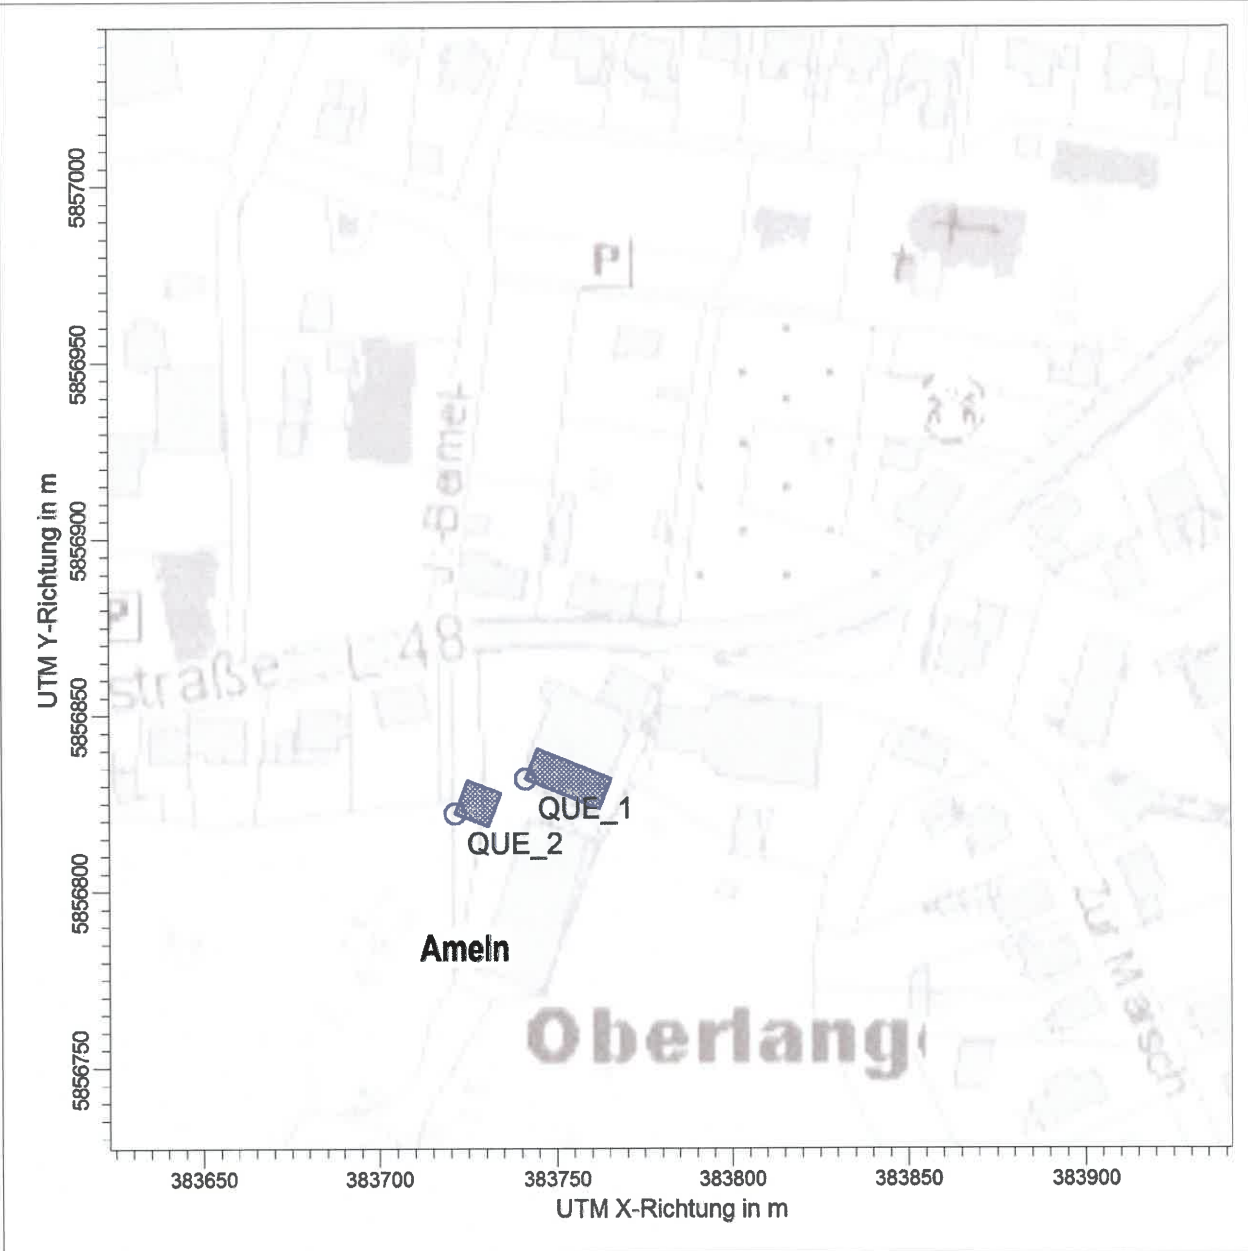 5857000
P
5856950
J.-Bemel
5856900
P
L 48
straße
5856850
QUE_1
QUE_2
5856800
Zur Marsch
Ameln
Oberlang
5856750
383650
383700
383750
383800
383850
383900
UTM X-Richtung in m
UTM Y-Richtung in m